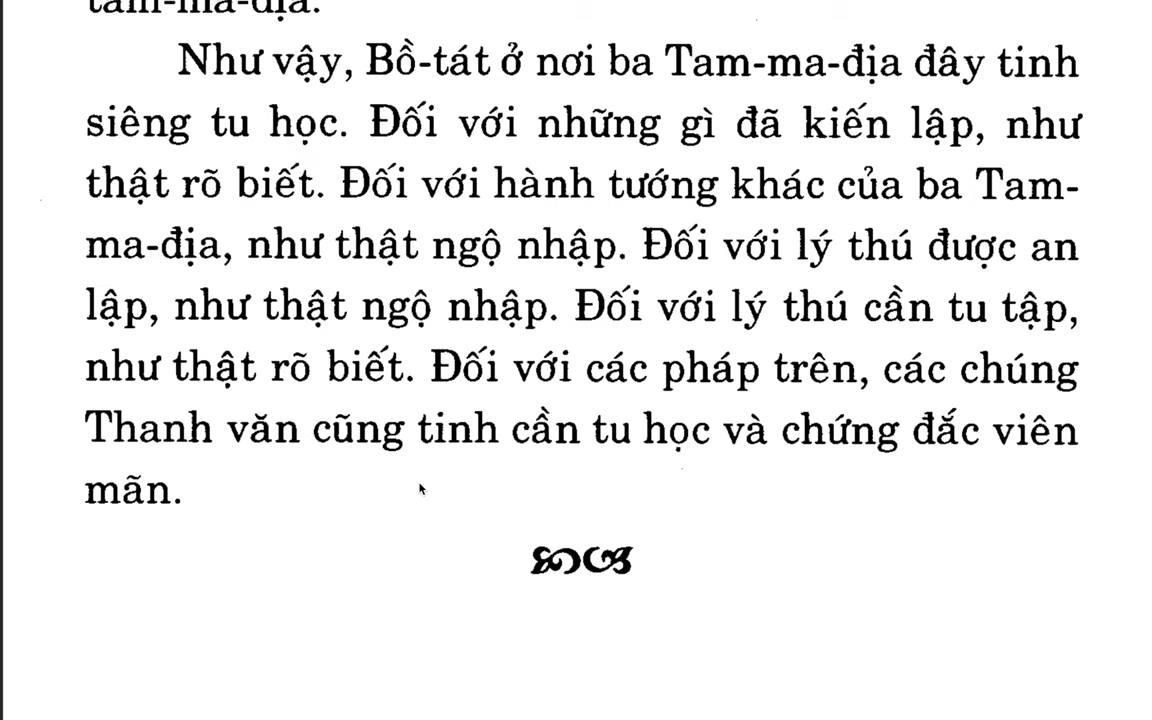 tam-ma-địa.
Như vậy, Bồ-tát ở nơi ba Tam-ma-địa đây tinh
siêng tu học. Đối với những gì đã kiến lập, như
thật rõ biết. Đối với hành tướng khác của ba Tam-
ma-địa, như thật ngộ nhập. Đối với lý thú được an
lập, như thật ngộ nhập. Đối với lý thú cần tu tập,
như thật rõ biết. Đối với các pháp trên, các chúng
Thanh văn cũng tinh cần tu học và chứng đắc viên
mãn.